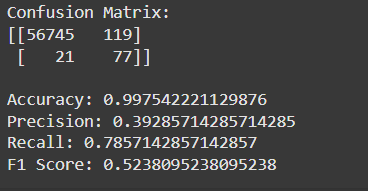 Confusion Matrix:
[[56745   119]
 [   21    77]]

Accuracy: 0.997542221129876
Precision: 0.39285714285714285
Recall: 0.7857142857142857
F1 Score: 0.5238095238095238